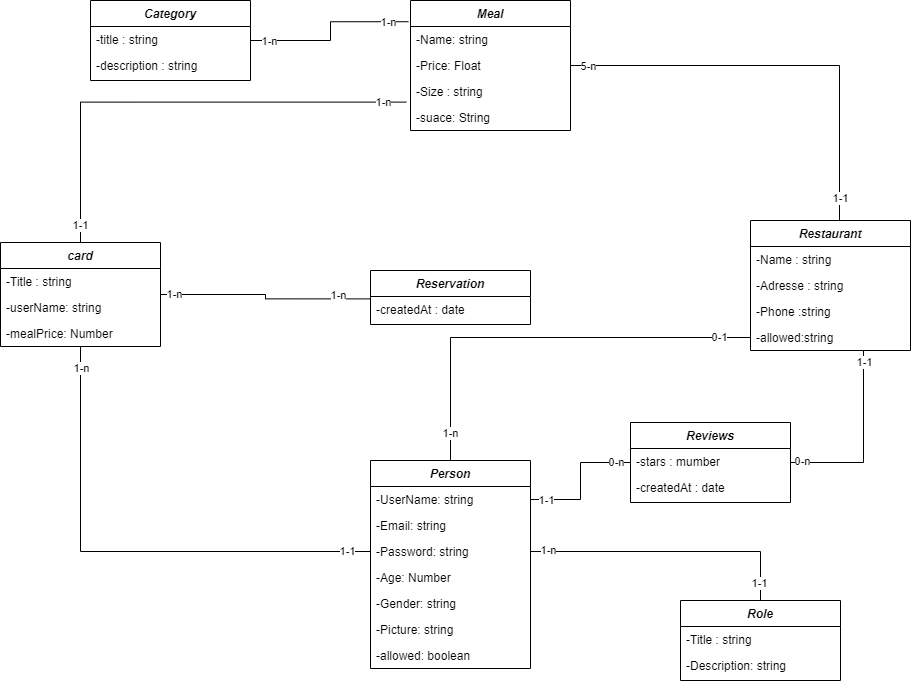 Category
-title : string
-description : string
1-n
1-n
Meal
-Name: string
-Price: Float
-Size : string
-suace: String
5-n
1-1
1-n
1-1
card
-Title : string
-userName: string
-mealPrice: Number
1-n
1-n
Reservation
-createdAt : date
Restaurant
-Name : string
-Adresse : string
-Phone :string
-allowed:string
0-1
1-n
1-1
0-n
Reviews
-stars : mumber
-createdAt : date
0-n
1-1
1-n
1-1
Person
-UserName: string
-Email: string
-Password: string
-Age: Number
-Gender: string
-Picture: string
-allowed: boolean
1-n
1-1
Role
-Title : string
-Description: string